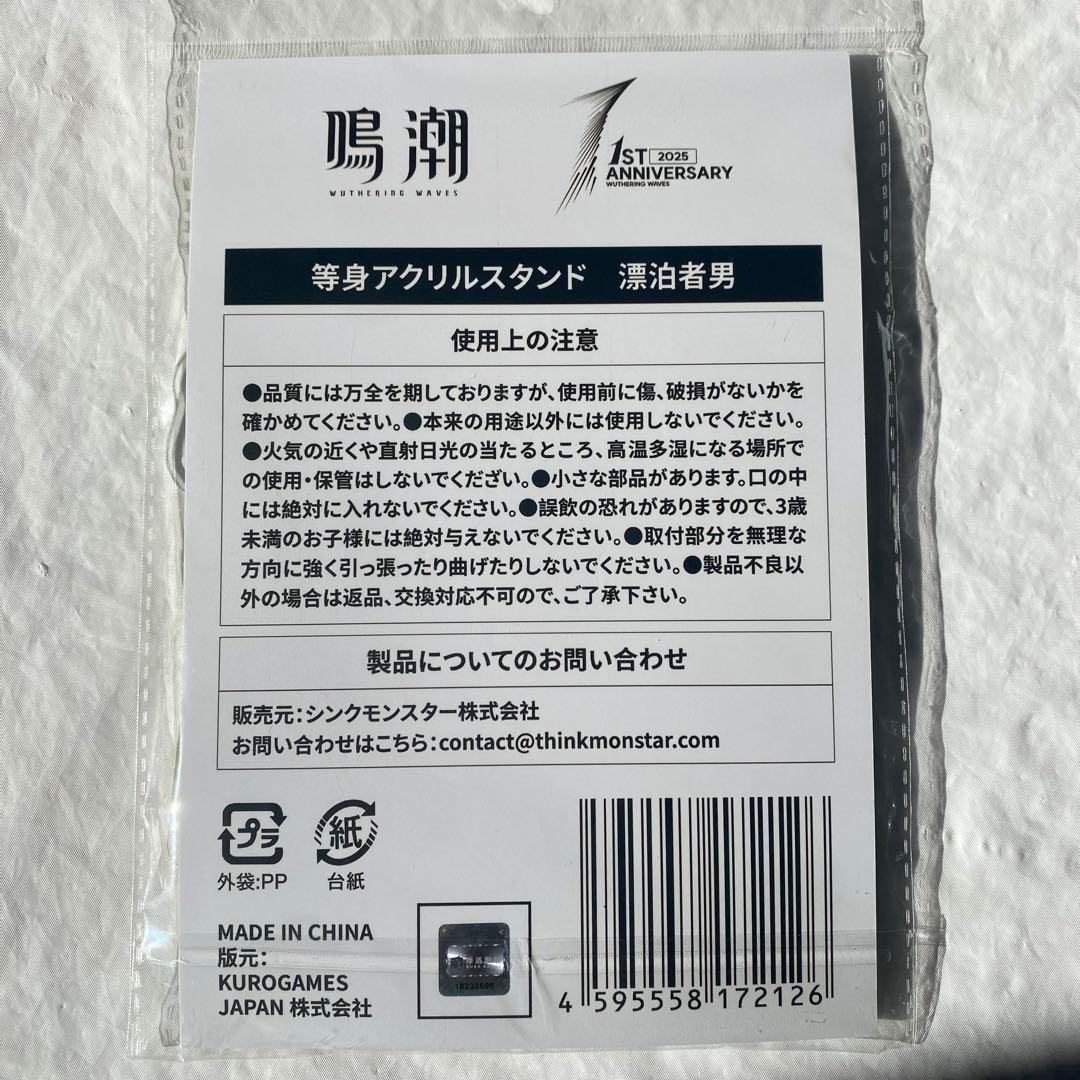 鳴潮
WUTHERING WAVES
1ST 2025
ANNIVERSARY
WUTHERING WAVES
等身アクリルスタンド　漂泊者男
使用上の注意
●品質には万全を期しておりますが、使用前に傷、破損がないかを
確かめてください。●本来の用途以外には使用しないでください。
●火気の近くや直射日光の当たるところ、高温多湿になる場所で
の使用・保管はしないでくださ゛い。●小さな部品があります。口の中
には絶対に入れないでください。●誤飲の恐れがありますので、3歳
未満のお子様には絶対与えないでください。●取付部分を無理な
方向に強く引っ張ったり曲げたりしないでください。●製品不良以
外の場合は返品、交換対応不可ので、ご了承下さい。
製品についてのお問い合わせ
販売元：シンクモンスター株式会社
お問い合わせはこちら：contact@thinkmonstar.com
プラ
紙
外袋:PP
台紙
MADE IN CHINA
版元：
KUROGAMES
JAPAN 株式会社
4 595558 172126